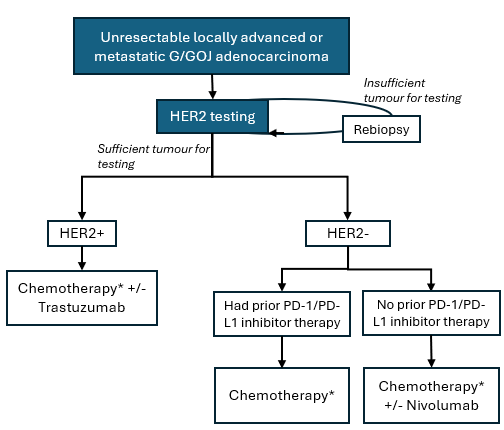 Unresectable locally advanced or
metastatic G/GOJ adenocarcinoma
Insufficient
tumour for testing
HER2 testing
Rebiopsy
Sufficient tumour for
testing
HER2+
HER2-
Chemotherapy* +/-
Trastuzumab
Had prior PD-1/PD-
L1 inhibitor therapy
No prior PD-1/PD-
L1 inhibitor therapy
Chemotherapy*
Chemotherapy*
+/- Nivolumab